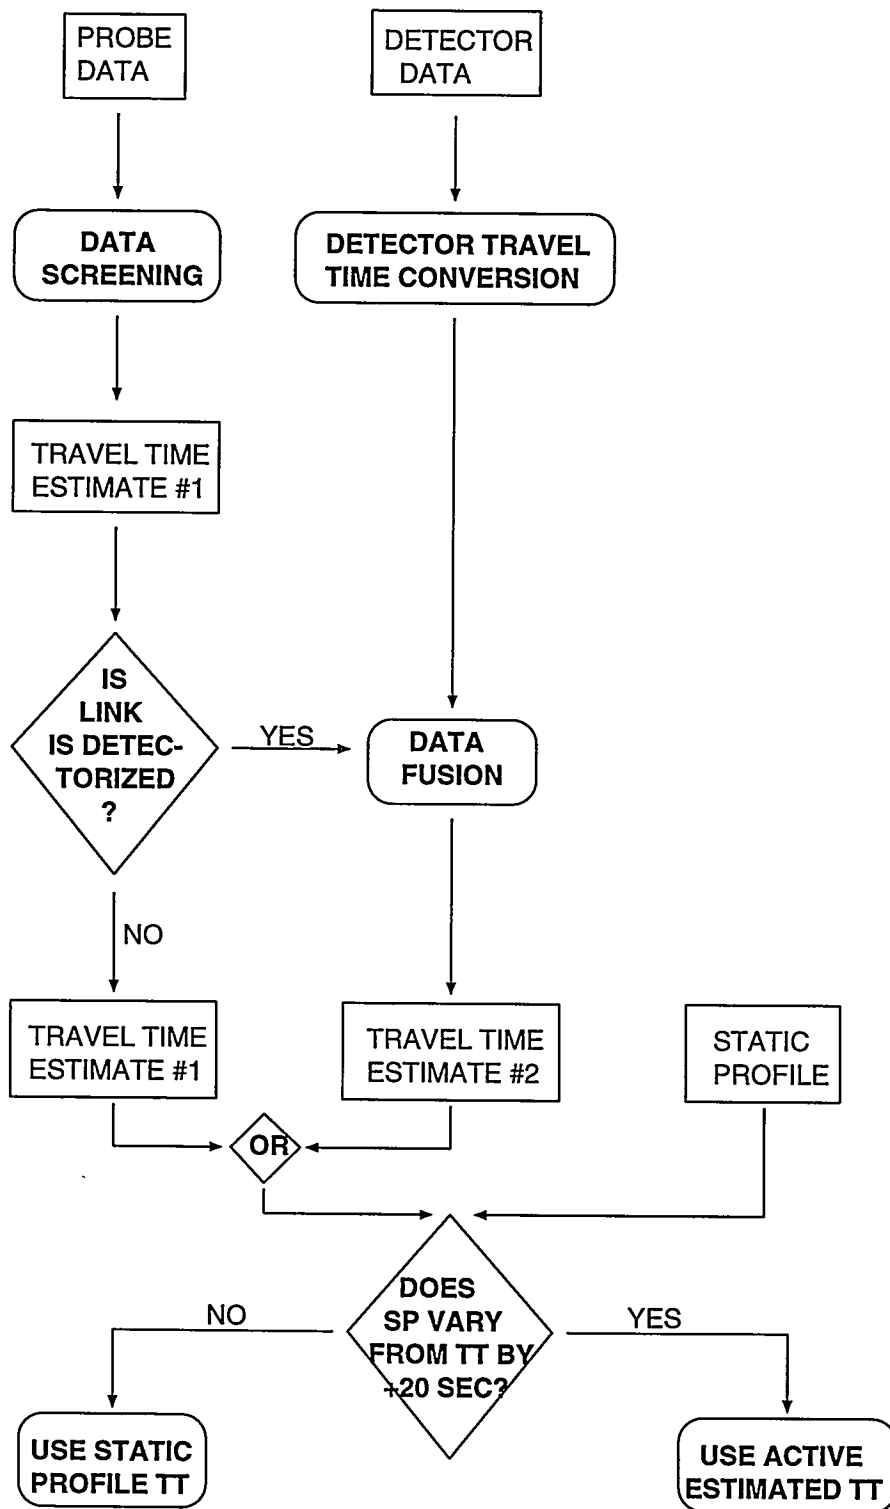 PROBE
DATA
DETECTOR
DATA
DATA
SCREENING
DETECTOR TRAVEL
TIME CONVERSION
TRAVEL TIME
ESTIMATE #1
IS
LINK
IS DETEC-
TORIZED
?
YES
DATA
FUSION
NO
TRAVEL TIME
ESTIMATE #1
TRAVEL TIME
ESTIMATE #2
STATIC
PROFILE
OR
DOES
SP VARY
FROM TT BY
+20 SEC?
NO
YES
USE STATIC
PROFILE TT
USE ACTIVE
ESTIMATED TT